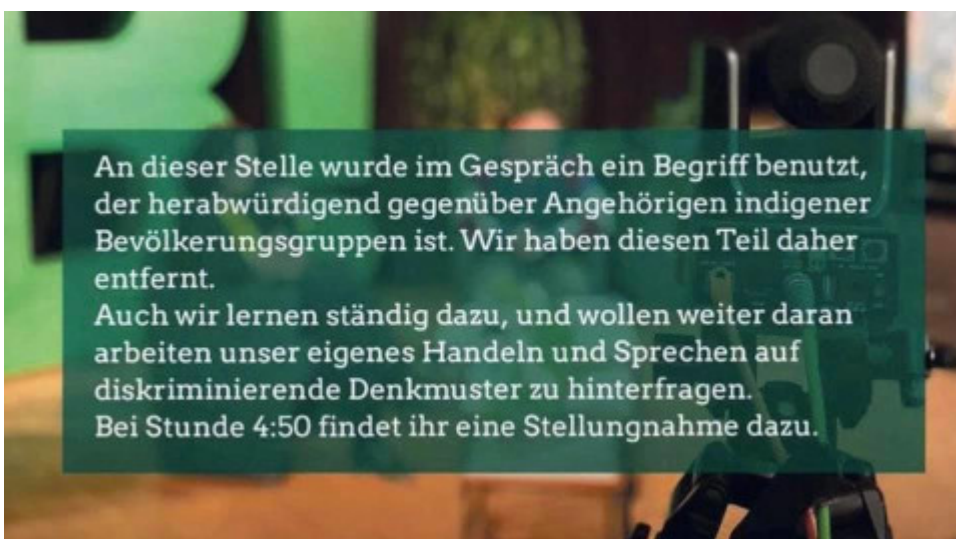 An dieser Stelle wurde im Gespräch ein Begriff benutzt,
der herabwürdigend gegenüber Angehörigen indigener
Bevölkerungsgruppen ist. Wir haben diesen Teil daher
entfernt.
Auch wir lernen ständig dazu, und wollen weiter daran
arbeiten unser eigenes Handeln und Sprechen auf
diskriminierende Denkmuster zu hinterfragen.
Bei Stunde 4:50 findet ihr eine Stellungnahme dazu.